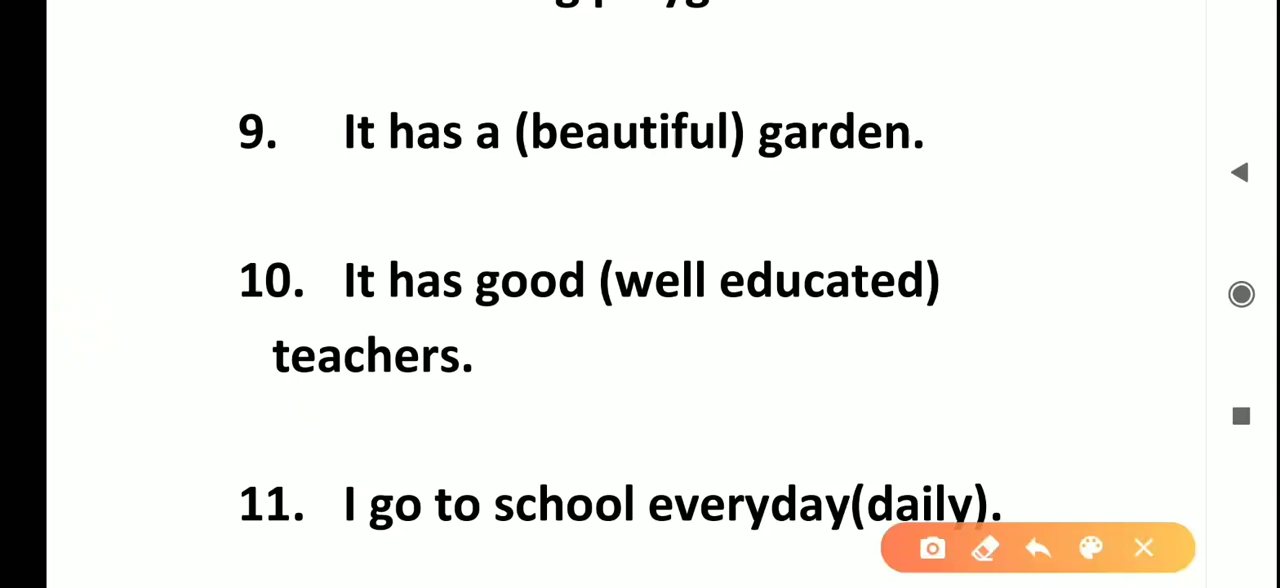 9. It has a (beautiful) garden.
10. It has good (well educated)
teachers.
11. I go to school everyday(daily).